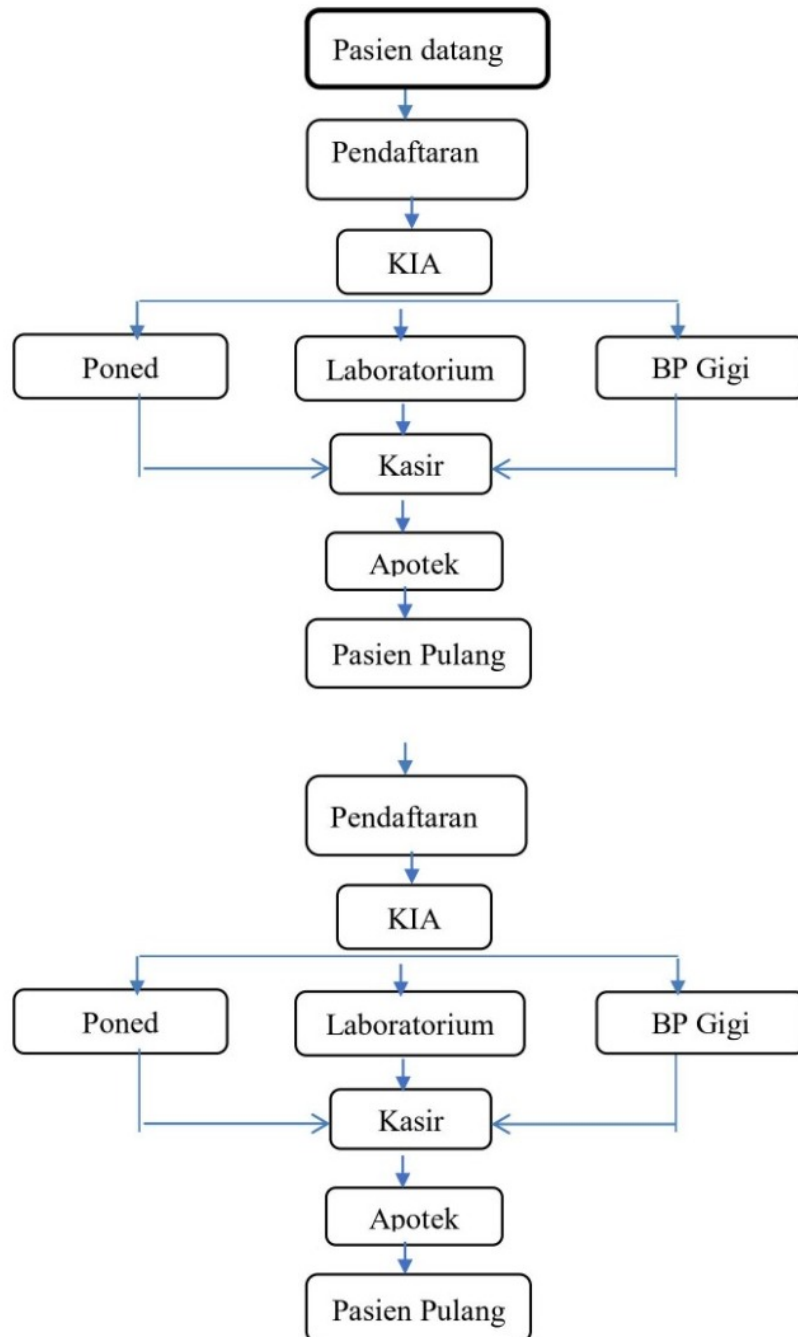 Pasien datang
Pendaftaran
KIA
Poned Laboratorium BP Gigi
Kasir
Apotek
Pasien Pulang
Pendaftaran
KIA
Poned Laboratorium BP Gigi
Kasir
Apotek
Pasien Pulang